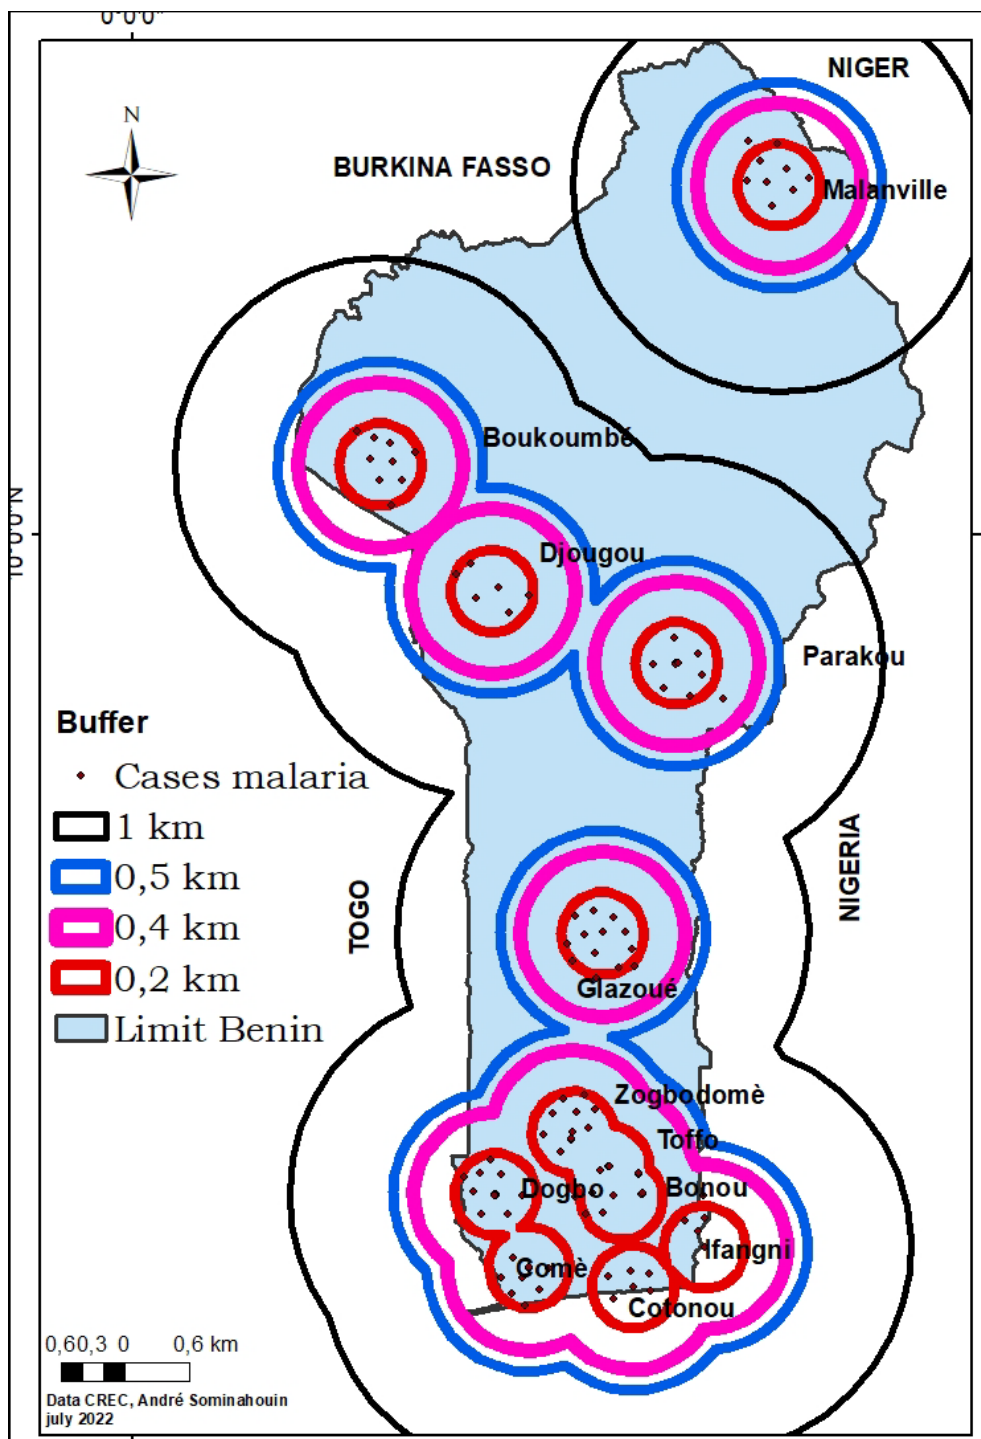 0°0'0"
NIGER
N
BURKINA FASSO
Malanville
Boukoumbé
10°0'0"N
Djougou
Parakou
Buffer
Cases malaria
1 km
0,5 km
0,4 km
0,2 km
Limit Benin
TOGO
NIGERIA
Glazoué
Zogbodomè
Toffo
Dogbo
Bonou
Ifangni
Comè
Cotonou
0,60,3 0 0,6 km
Data CREC, André Sominahouin
july 2022